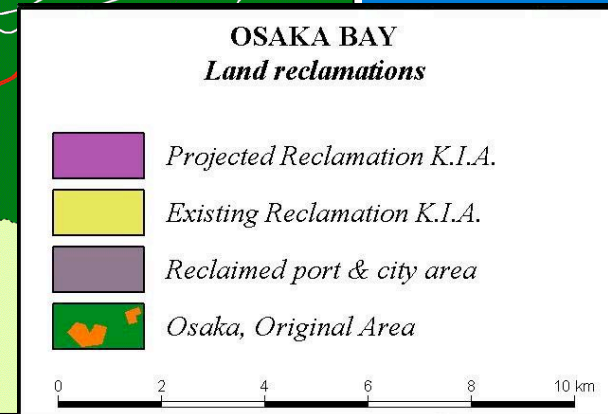 OSAKA BAY
Land reclamations
Projected Reclamation K.I.A.
Existing Reclamation K.I.A.
Reclaimed port & city area
Osaka, Original Area
0 2 4 6 8 10 km